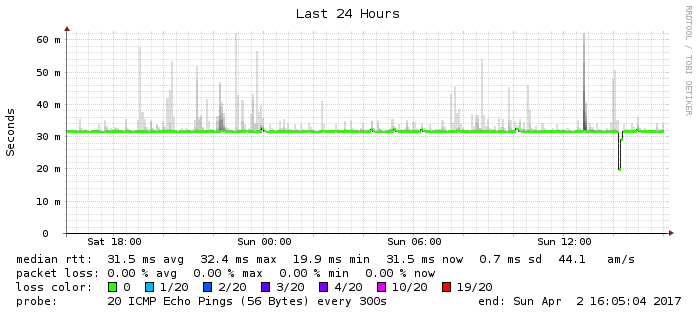 Last 24 Hours
RRDTOOL / TOBI OETIKER
Seconds
60 m
50 m
40 m
30 m
20 m
10 m
0
Sat 18:00 Sun 00:00 Sun 06:00 Sun 12:00
median rtt: 31.5 ms avg 32.4 ms max 19.9 ms min 31.5 ms now 0.7 ms sd 44.1 am/s
packet loss: 0.00 % avg 0.00 % max 0.00 % min 0.00 % now
loss color: 0 1/20 2/20 3/20 4/20 10/20 19/20
probe: 20 ICMP Echo Pings (56 Bytes) every 300s end: Sun Apr 2 16:05:04 2017